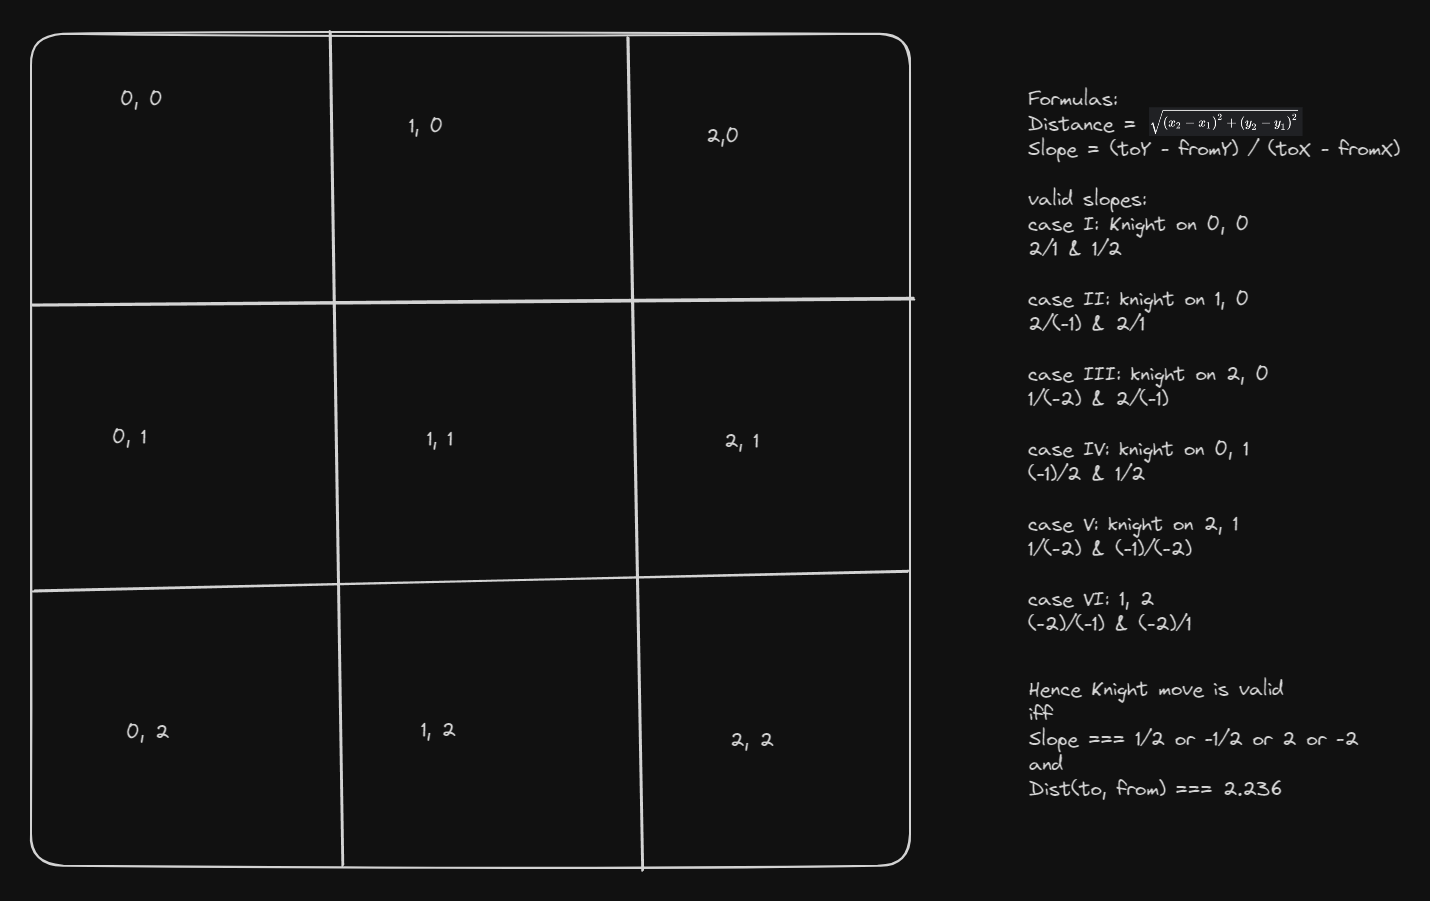 0, 0
1, 0
2,0
0, 1
1, 1
2, 1
0, 2
1, 2
2, 2
Formulas:
Distance = √(x₂ − x₁)² + (y₂ − y₁)²
Slope = (toY - fromY) / (toX - fromX)
valid slopes:
case I: Knight on 0, 0
2/1 & 1/2
case II: knight on 1, 0
2/(-1) & 2/1
case III: knight on 2, 0
1/(-2) & 2/(-1)
case IV: knight on 0, 1
(-1)/2 & 1/2
case V: knight on 2, 1
1/(-2) & (-1)/(-2)
case VI: 1, 2
(-2)/(-1) & (-2)/1
Hence Knight move is valid
iff
Slope === 1/2 or -1/2 or 2 or -2
and
Dist(to, from) === 2.236